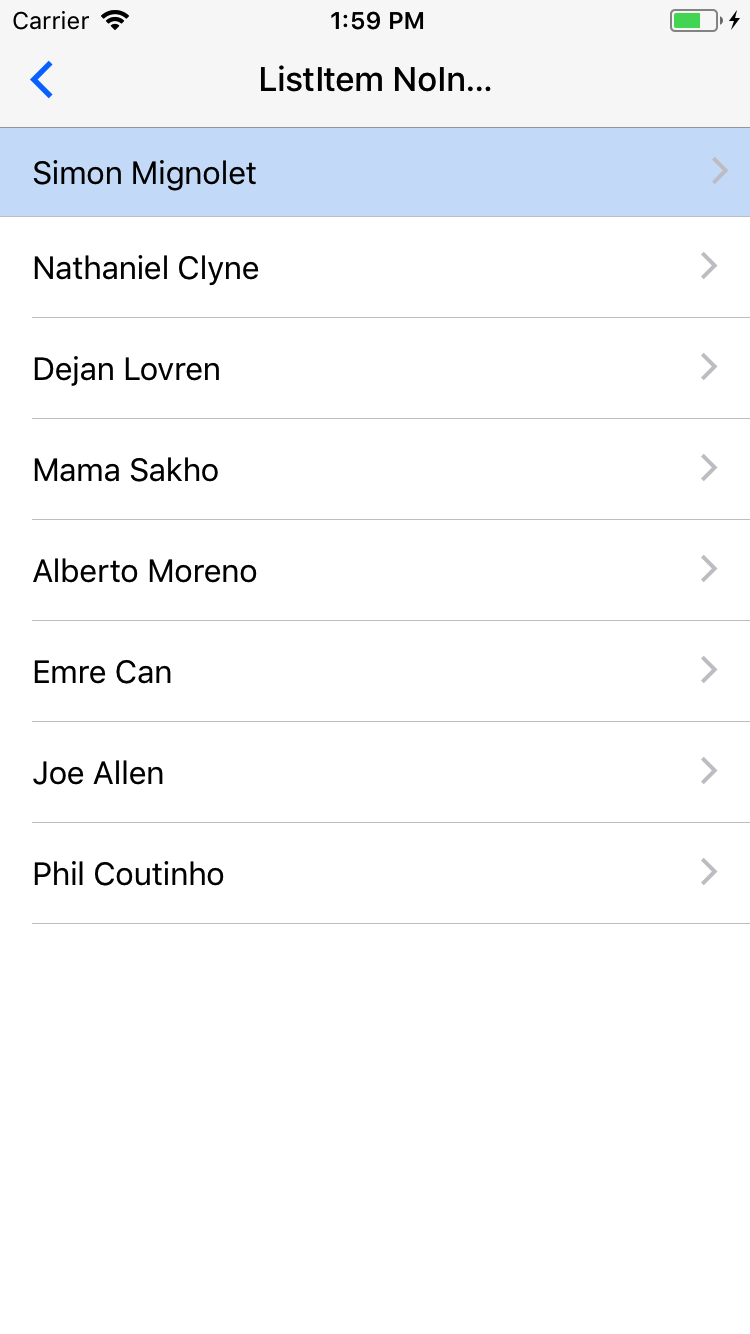 Carrier 1:59 PM
ListItem NoIn...
Simon Mignolet
Nathaniel Clyne
Dejan Lovren
Mama Sakho
Alberto Moreno
Emre Can
Joe Allen
Phil Coutinho